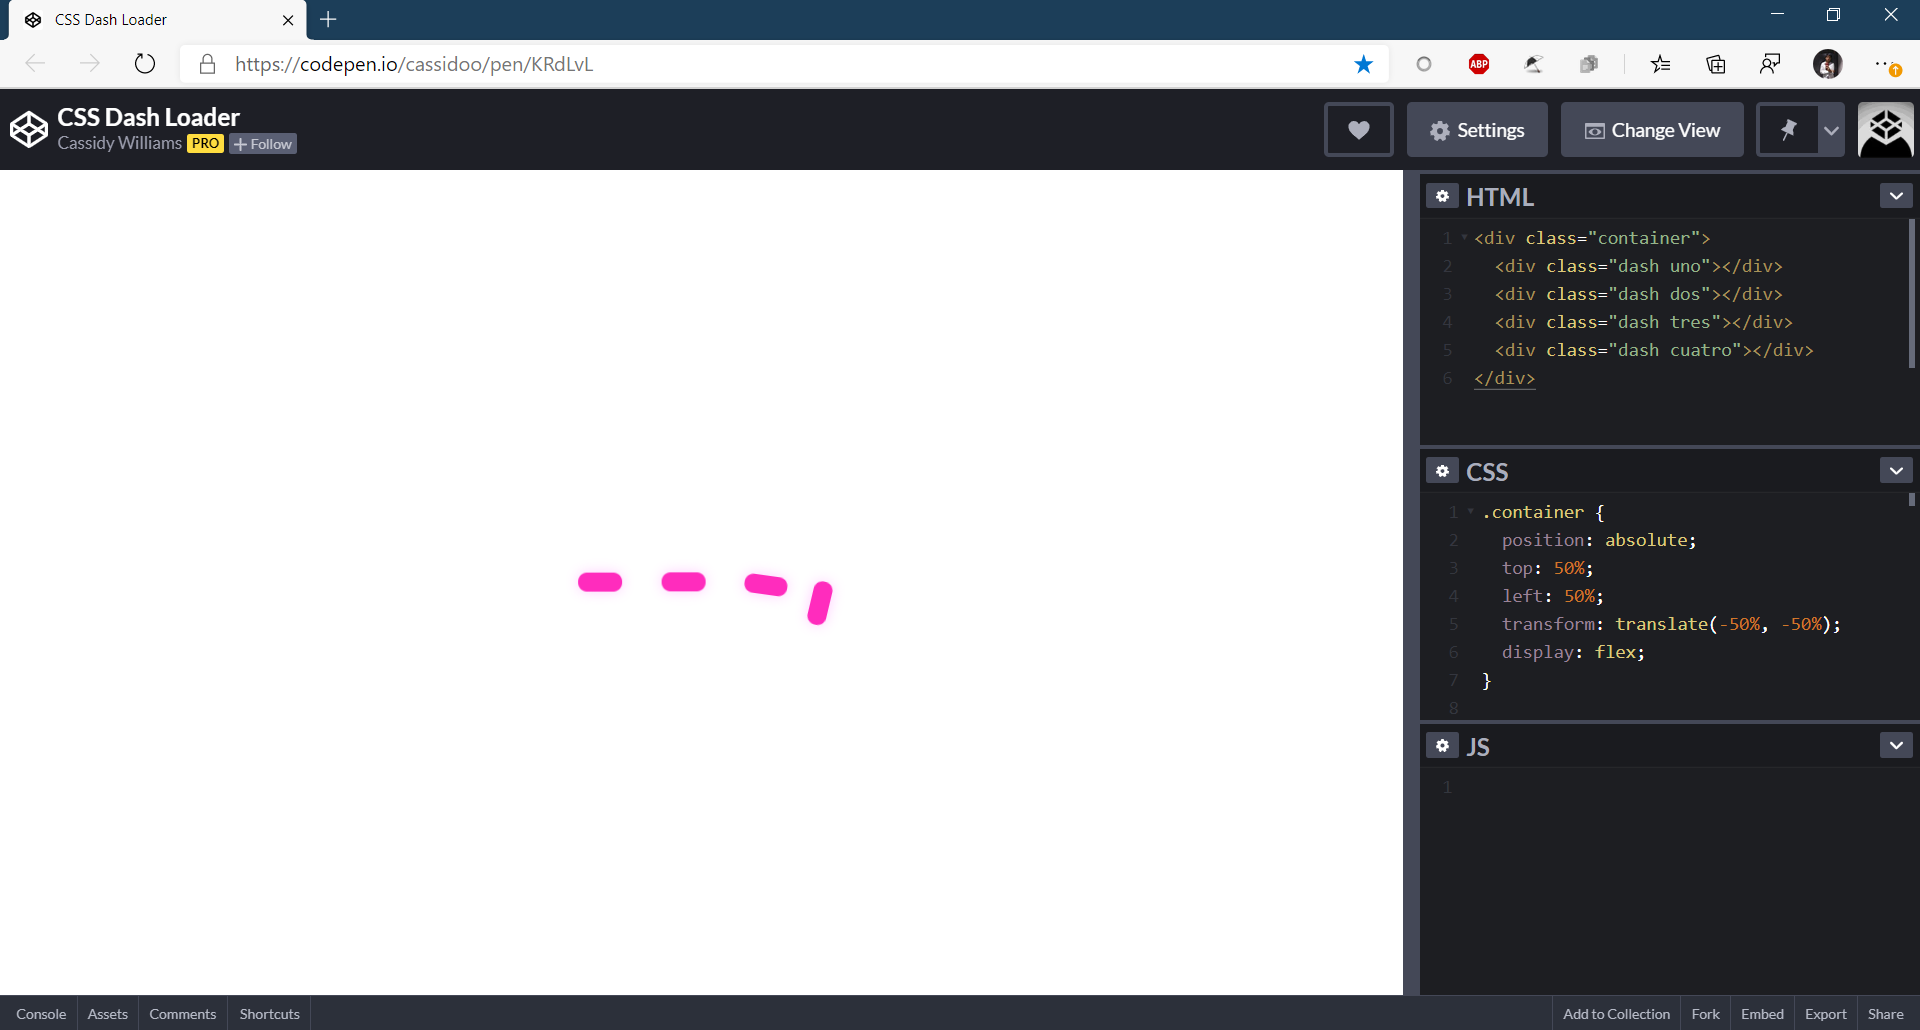 CSS Dash Loader
https://codepen.io/cassidoo/pen/KRdLvL
ABP
CSS Dash Loader
Cassidy Williams PRO + Follow
Settings
Change View
HTML
1 <div class="container">
2 <div class="dash uno"></div>
3 <div class="dash dos"></div>
4 <div class="dash tres"></div>
5 <div class="dash cuatro"></div>
6 </div>
CSS
1 .container {
2 position: absolute;
3 top: 50%;
4 left: 50%;
5 transform: translate(-50%, -50%);
6 display: flex;
7 }
8
JS
1
Console Assets Comments Shortcuts Add to Collection Fork Embed Export Share